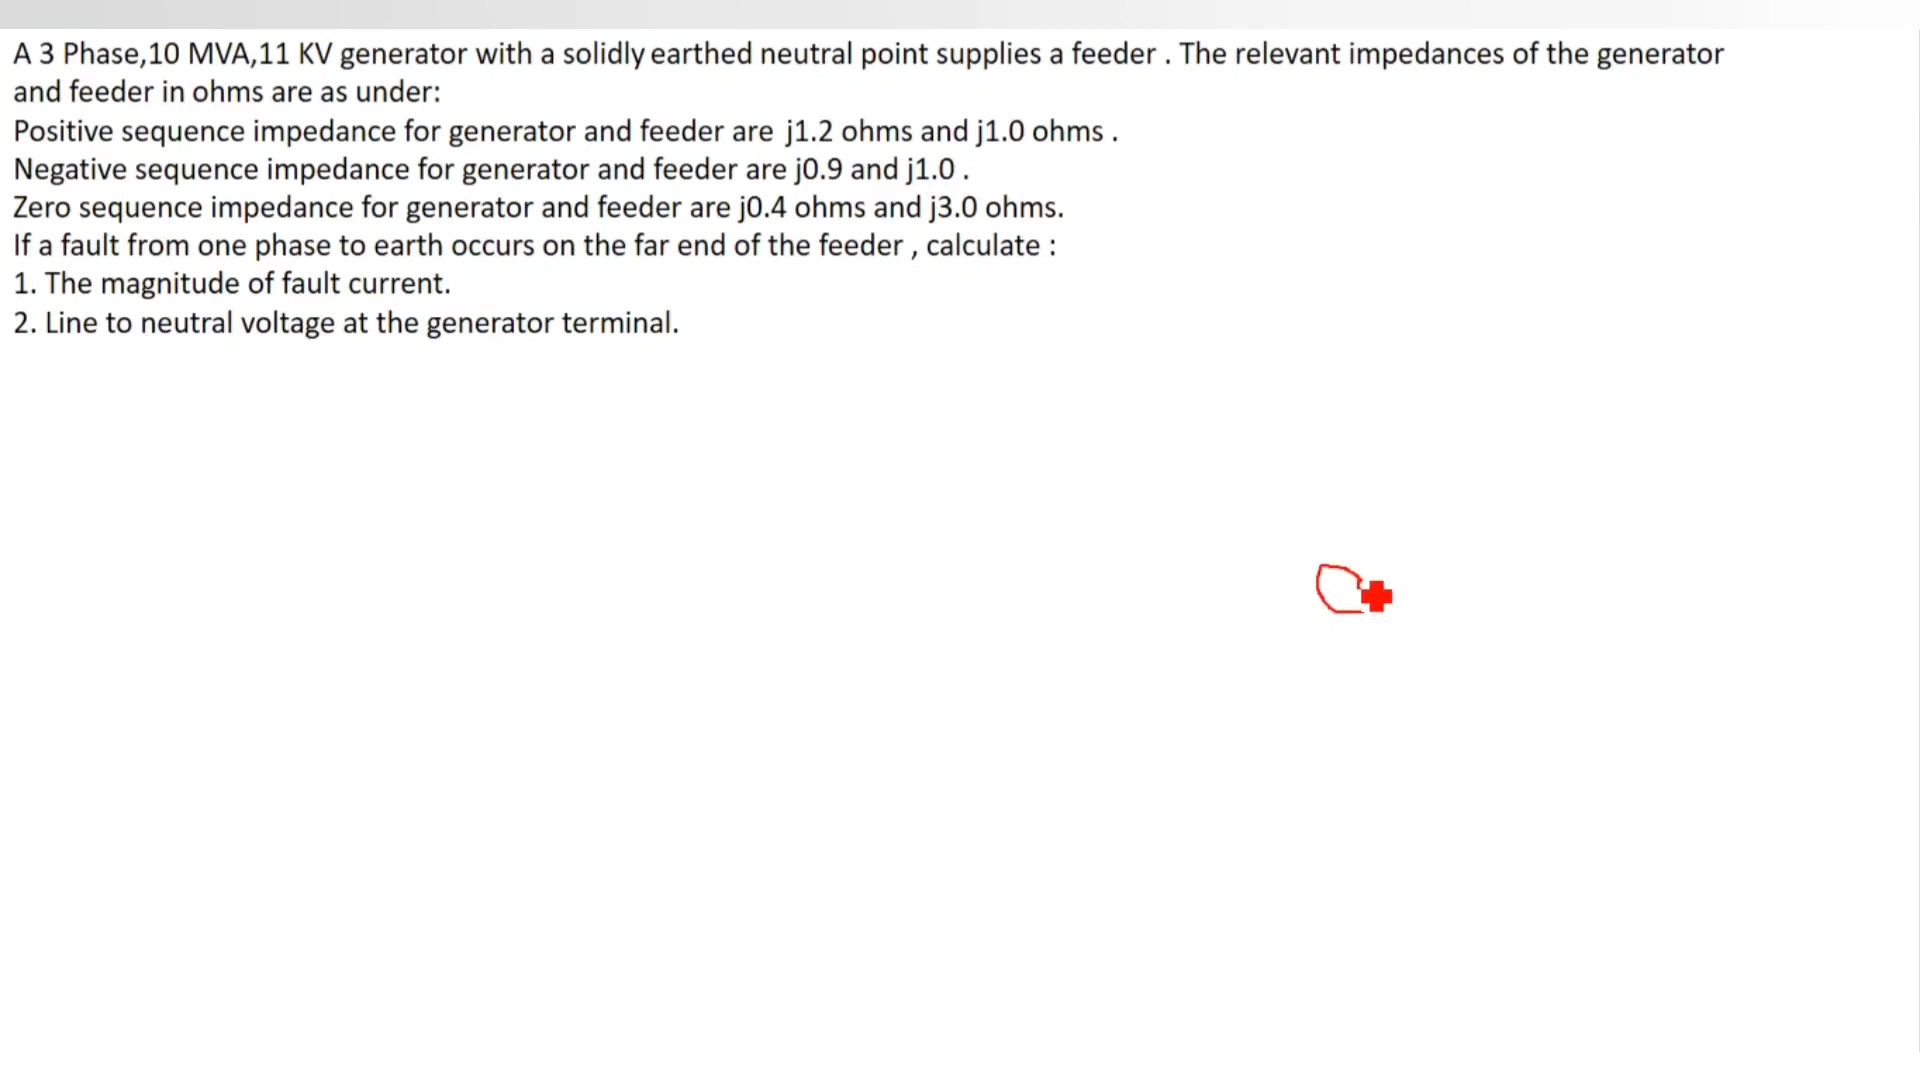 A 3 Phase,10 MVA,11 KV generator with a solidly earthed neutral point supplies a feeder . The relevant impedances of the generator
and feeder in ohms are as under:
Positive sequence impedance for generator and feeder are j1.2 ohms and j1.0 ohms .
Negative sequence impedance for generator and feeder are j0.9 and j1.0 .
Zero sequence impedance for generator and feeder are j0.4 ohms and j3.0 ohms.
If a fault from one phase to earth occurs on the far end of the feeder , calculate :
1. The magnitude of fault current.
2. Line to neutral voltage at the generator terminal.